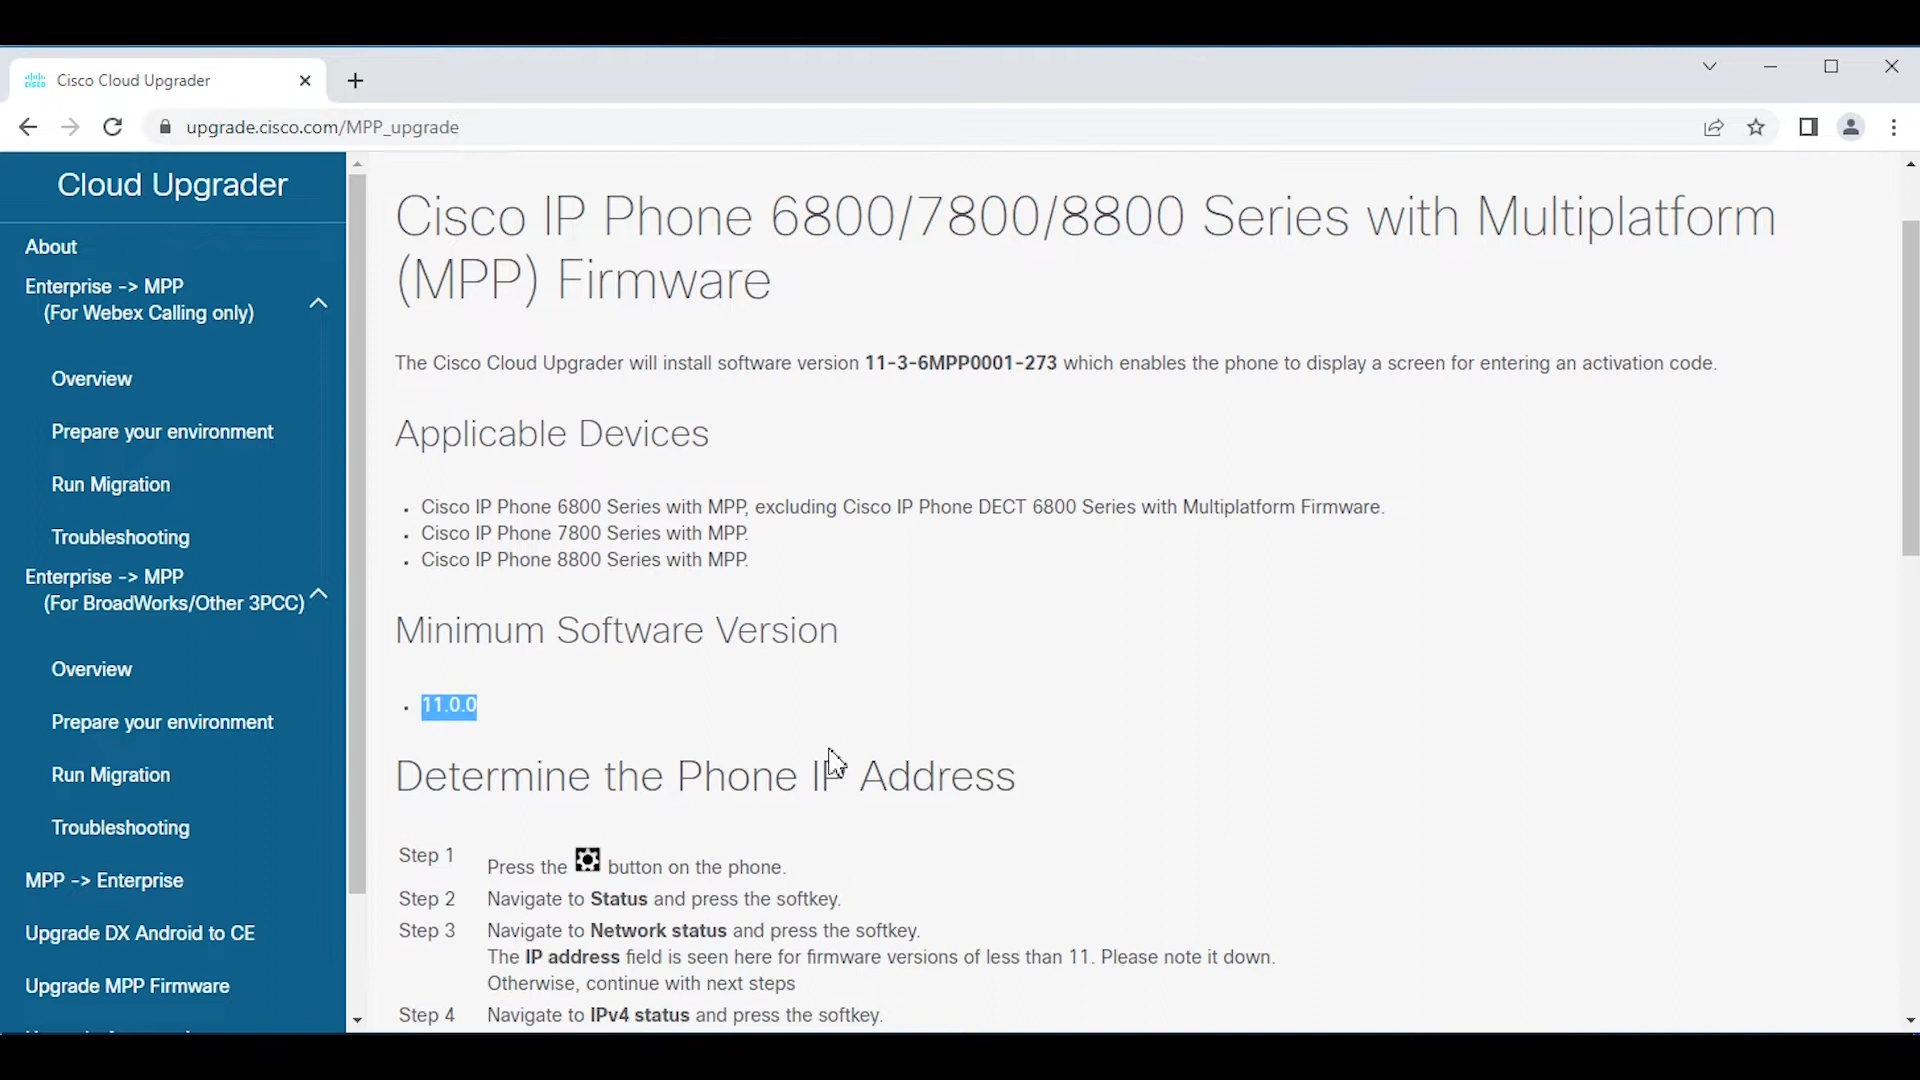 Cisco Cloud Upgrader
upgrade.cisco.com/MPP_upgrade
Cloud Upgrader
About
Enterprise -> MPP
(For Webex Calling only)
Overview
Prepare your environment
Run Migration
Troubleshooting
Enterprise -> MPP
(For BroadWorks/Other 3PCC)
Overview
Prepare your environment
Run Migration
Troubleshooting
MPP -> Enterprise
Upgrade DX Android to CE
Upgrade MPP Firmware
Cisco IP Phone 6800/7800/8800 Series with Multiplatform
(MPP) Firmware
The Cisco Cloud Upgrader will install software version 11-3-6MPP0001-273 which enables the phone to display a screen for entering an activation code.
Applicable Devices
• Cisco IP Phone 6800 Series with MPP, excluding Cisco IP Phone DECT 6800 Series with Multiplatform Firmware.
• Cisco IP Phone 7800 Series with MPP.
• Cisco IP Phone 8800 Series with MPP.
Minimum Software Version
• 11.0.0
Determine the Phone IP Address
Step 1 Press the button on the phone.
Step 2 Navigate to Status and press the softkey.
Step 3 Navigate to Network status and press the softkey.
The IP address field is seen here for firmware versions of less than 11. Please note it down.
Otherwise, continue with next steps
Step 4 Navigate to IPv4 status and press the softkey.